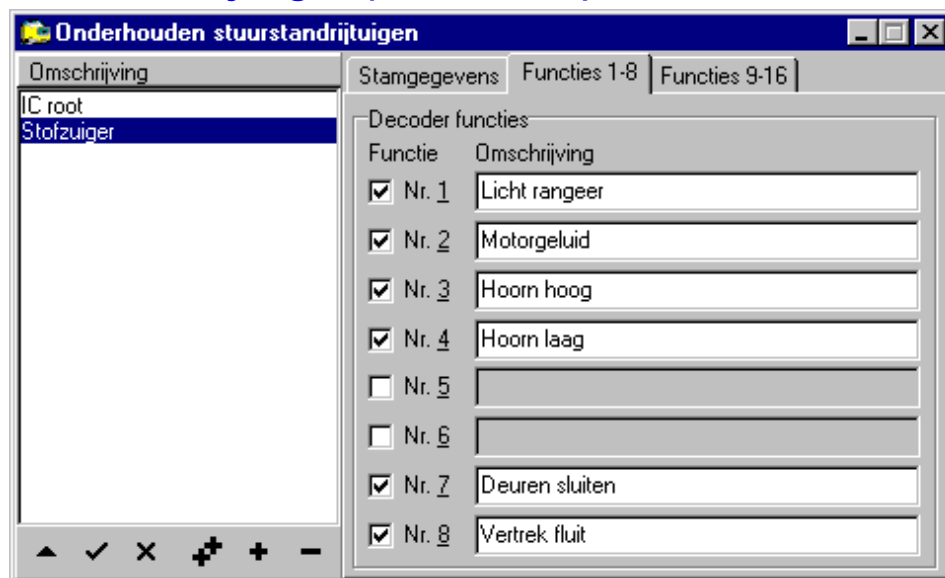 Onderhouden stuurstandrijtuigen
Omschrijving
IC root
Stofzuiger
Stamgegevens Functies 1-8 Functies 9-16
Decoder functies
Functie Omschrijving
Nr. 1 Licht rangeer
Nr. 2 Motorgeluid
Nr. 3 Hoorn hoog
Nr. 4 Hoorn laag
Nr. 5
Nr. 6
Nr. 7 Deuren sluiten
Nr. 8 Vertrek fluit